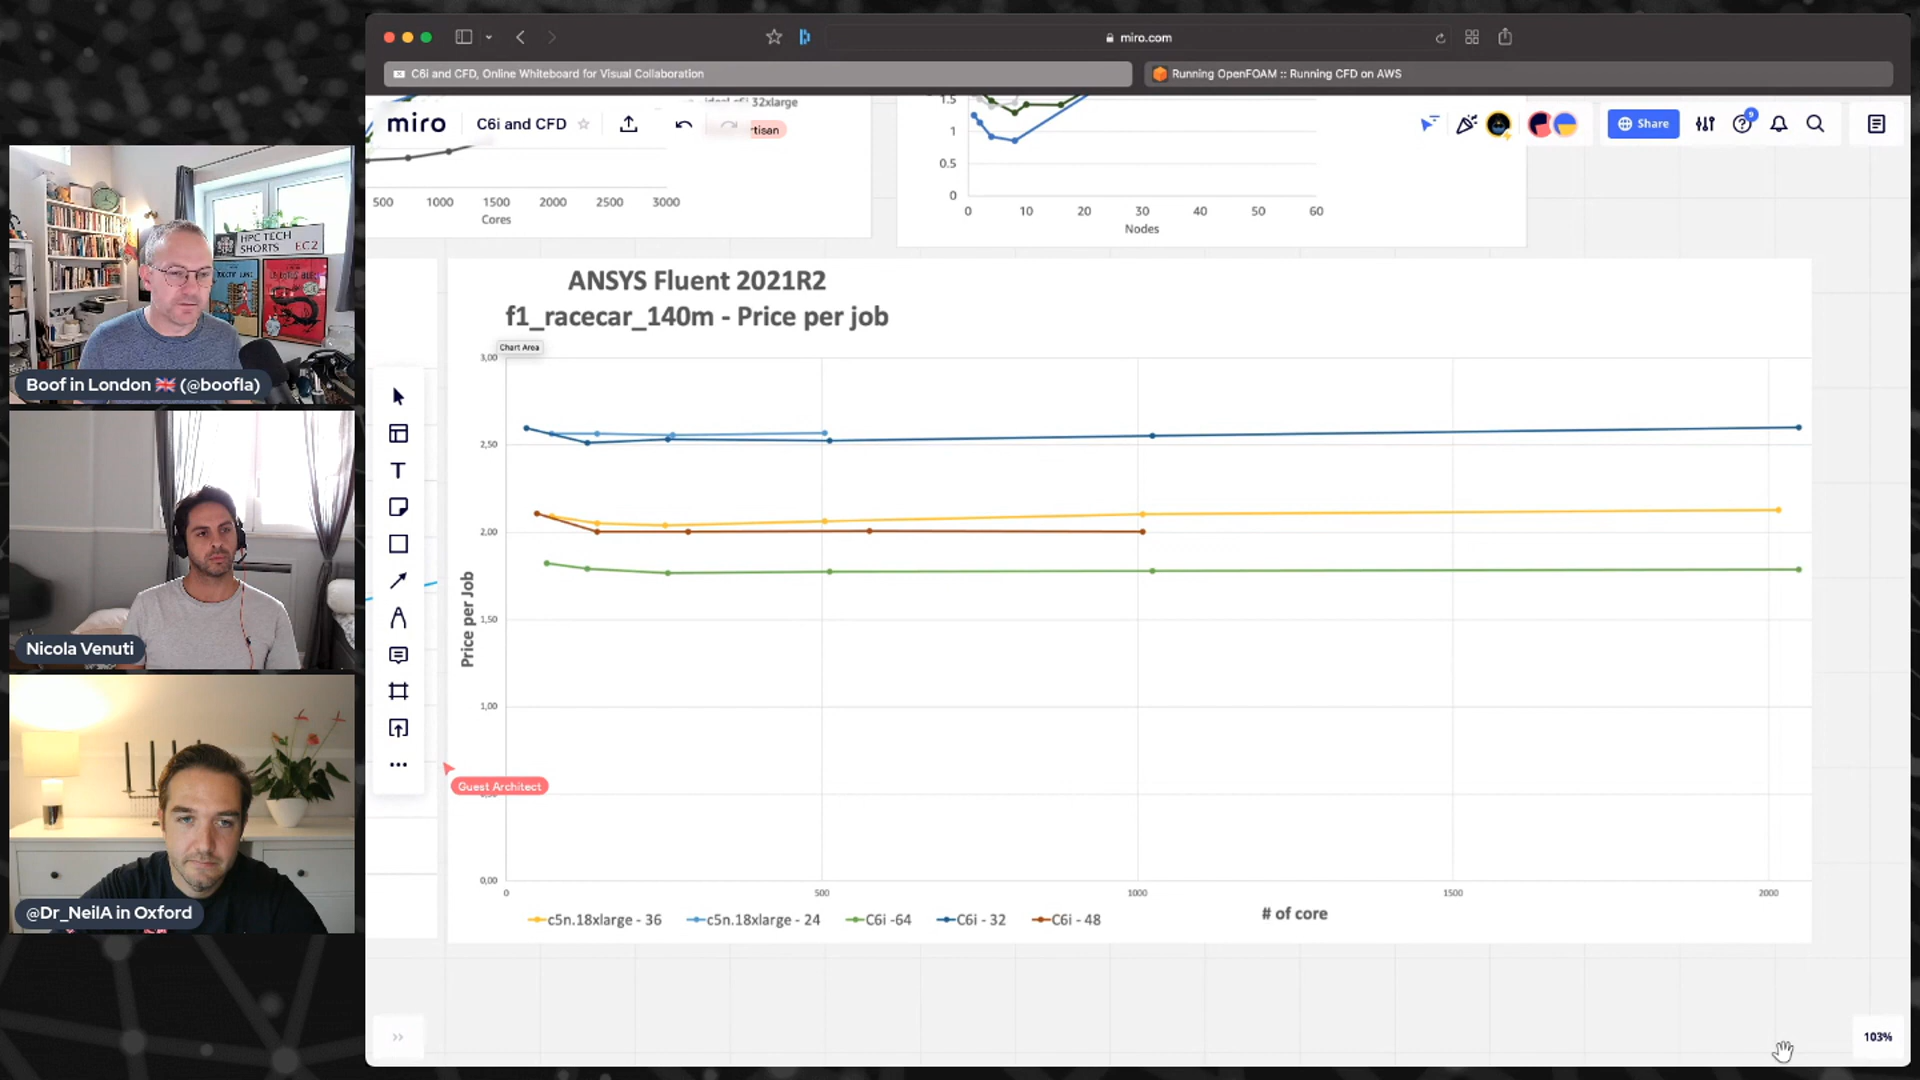 miro.com
C6i and CFD, Online Whiteboard for Visual Collaboration
Running OpenFOAM :: Running CFD on AWS
miro
C6i and CFD
32xlarge
tisan
Share
9
500
1000
1500
2000
2500
3000
Cores
1.5
1
0.5
0
0
10
20
30
40
50
60
Nodes
HPC TECH
SHORTS EC2
Boof in London 🇬🇧 (@boofla)
Nicola Venuti
@Dr_NeilA in Oxford
ANSYS Fluent 2021R2
f1_racecar_140m - Price per job
Chart Area
3,00
2,50
2,00
1,50
1,00
0,00
Price per Job
Guest Architect
0
500
1000
1500
2000
# of core
c5n.18xlarge - 36
c5n.18xlarge - 24
C6i -64
C6i - 32
C6i - 48
103%